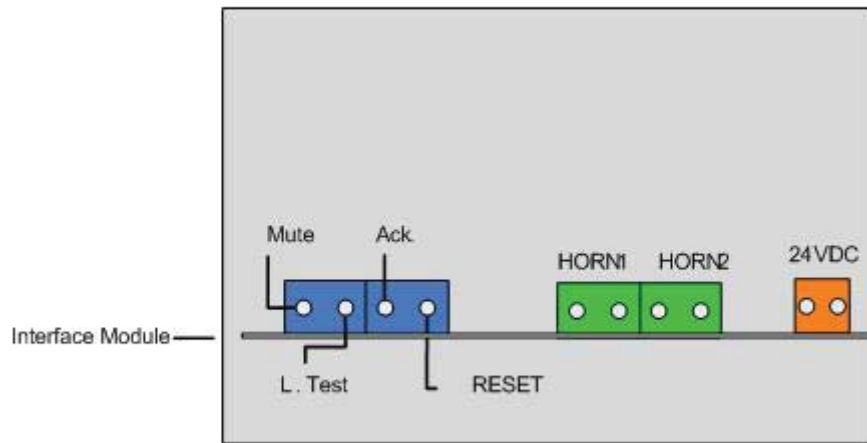 Mute
Ack.
HORN1
HORN2
24VDC
Interface Module
L . Test
RESET